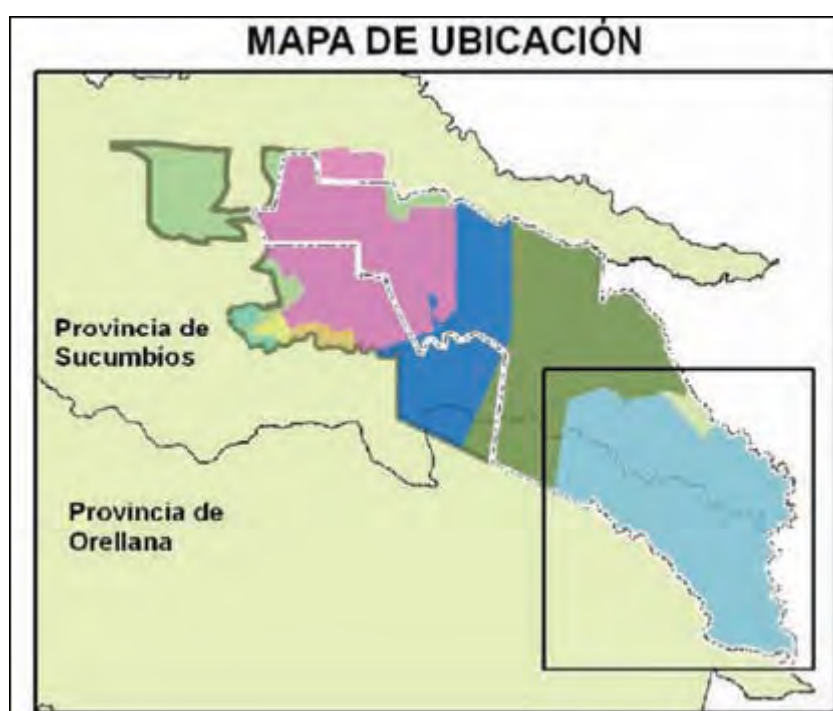 MAPA DE UBICACIÓN
Provincia de
Sucumbios
Provincia de
Orellana